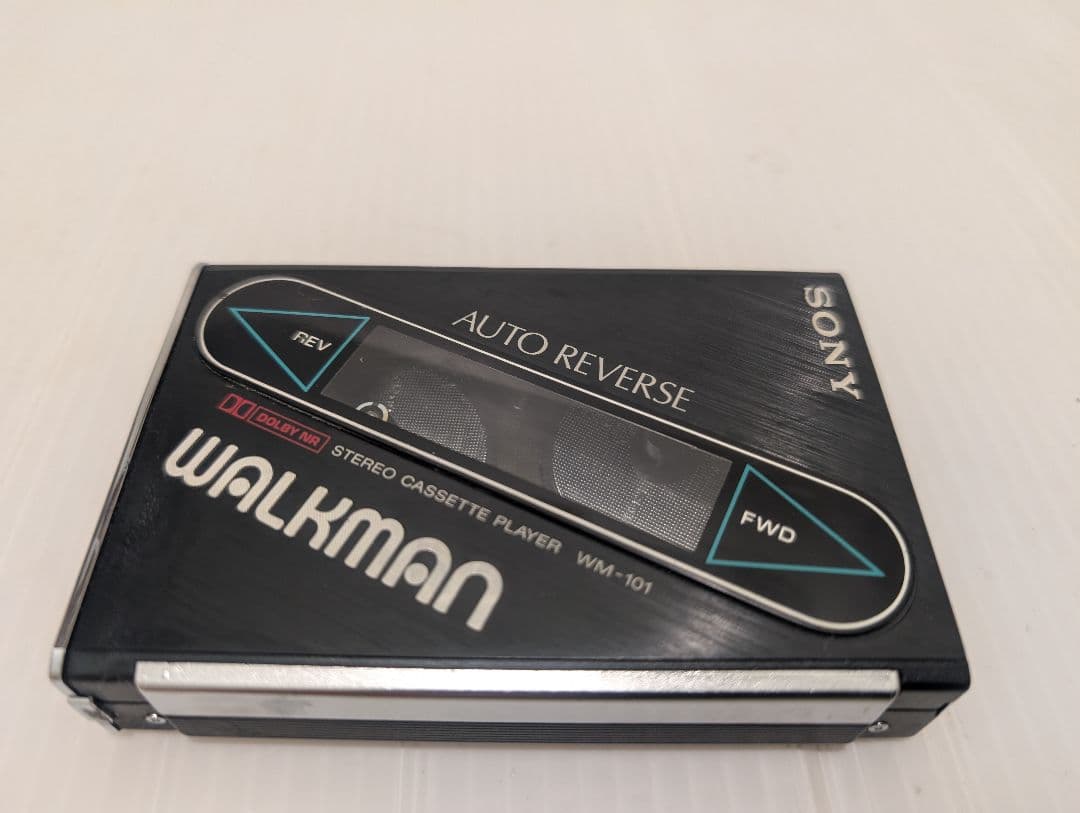 SONY
AUTO REVERSE
REV
FWD
DOLBY NR
STEREO CASSETTE PLAYER WM-101
WALKMAN